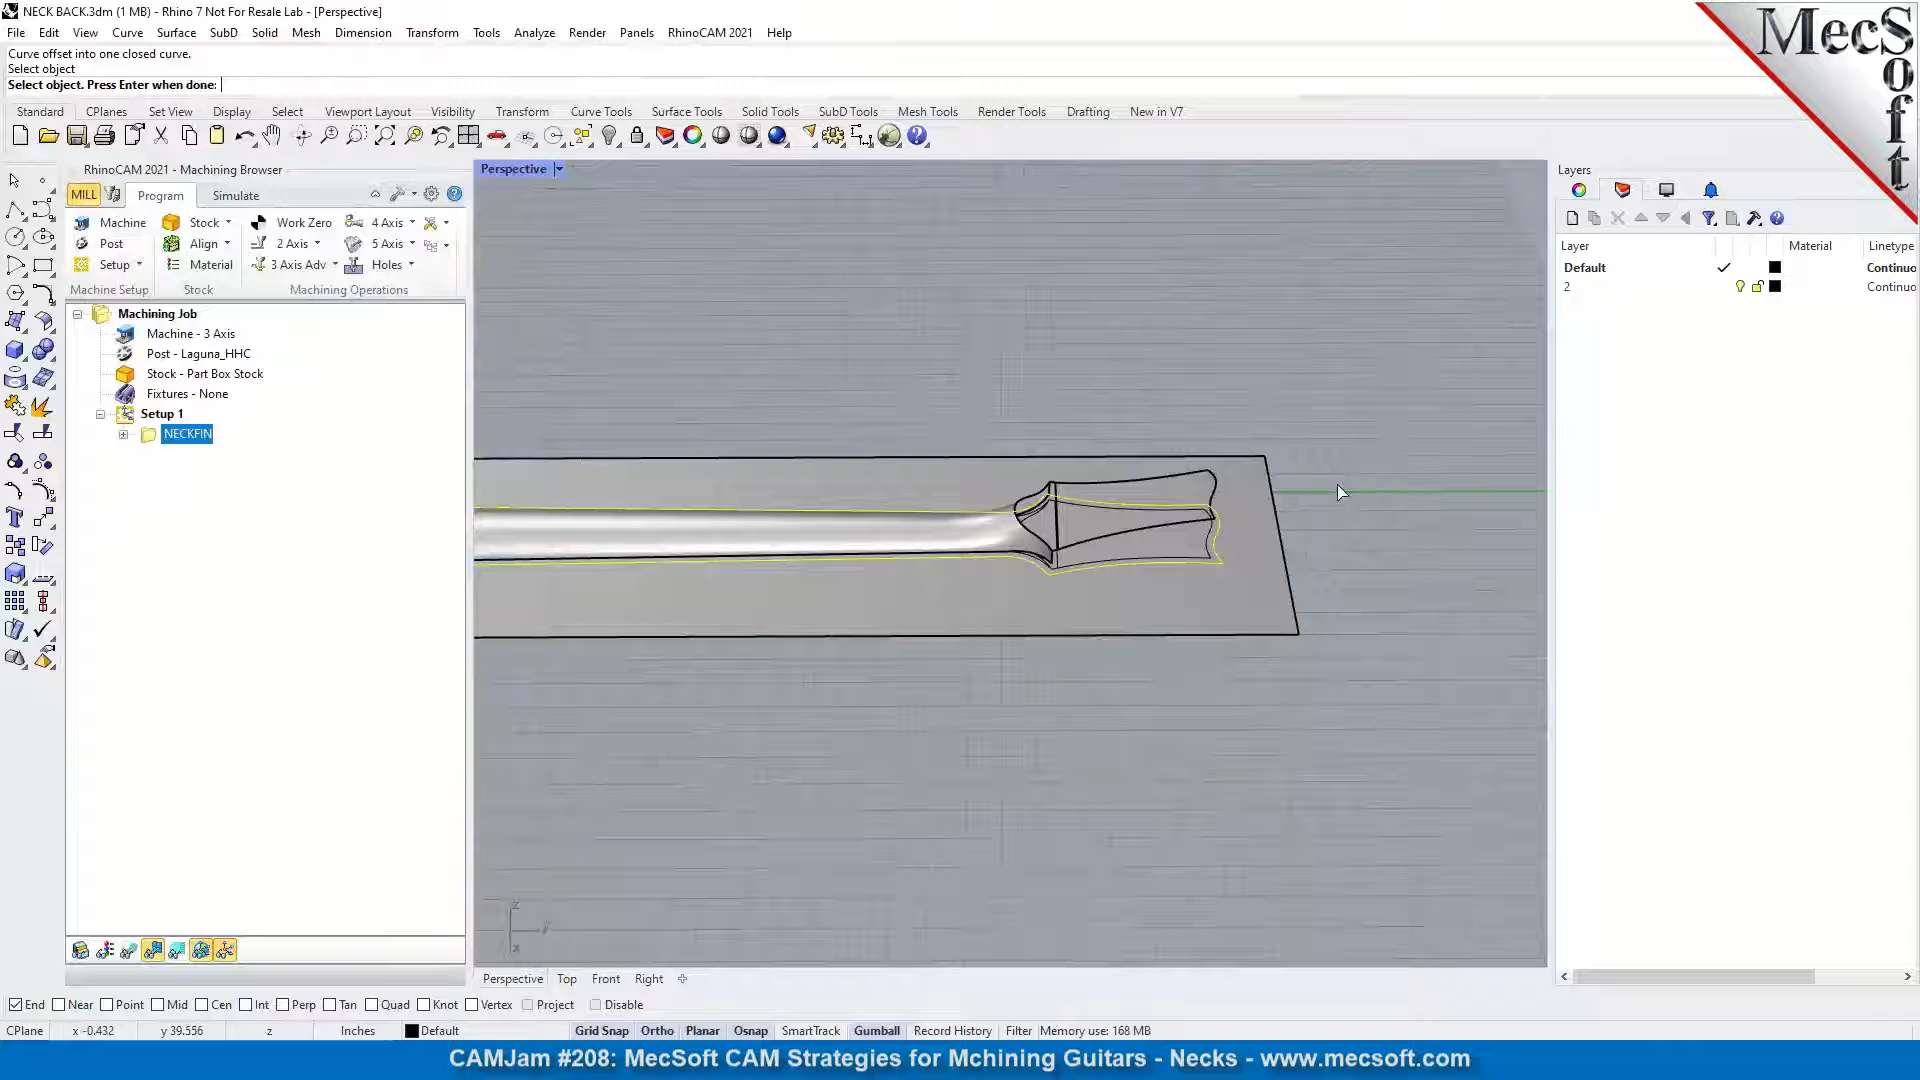 NECK BACK.3dm (1 MB) - Rhino 7 Not For Resale Lab - [Perspective]
File Edit View Curve Surface SubD Solid Mesh Dimension Transform Tools Analyze Render Panels RhinoCAM 2021 Help
Curve offset into one closed curve.
Select object
Select object. Press Enter when done:
Standard CPlanes Set View Display Select Viewport Layout Visibility Transform Curve Tools Surface Tools Solid Tools SubD Tools Mesh Tools Render Tools Drafting New in V7
MecSoft
RhinoCAM 2021 - Machining Browser
MILL Program Simulate
Machine Stock Work Zero 4 Axis
Post Align 2 Axis 5 Axis
Setup Material 3 Axis Adv Holes
Machine Setup Stock Machining Operations
Machining Job
Machine - 3 Axis
Post - Laguna_HHC
Stock - Part Box Stock
Fixtures - None
Setup 1
NECKFIN
Perspective
z
y
x
Layers
Layer Material Linetype
Default Continuo
2 Continuo
Perspective Top Front Right
End Near Point Mid Cen Int Perp Tan Quad Knot Vertex Project Disable
CPlane x -0.432 y 39.556 z Inches Default Grid Snap Ortho Planar Osnap SmartTrack Gumball Record History Filter Memory use: 168 MB
CAMJam #208: MecSoft CAM Strategies for Mchining Guitars - Necks - www.mecsoft.com